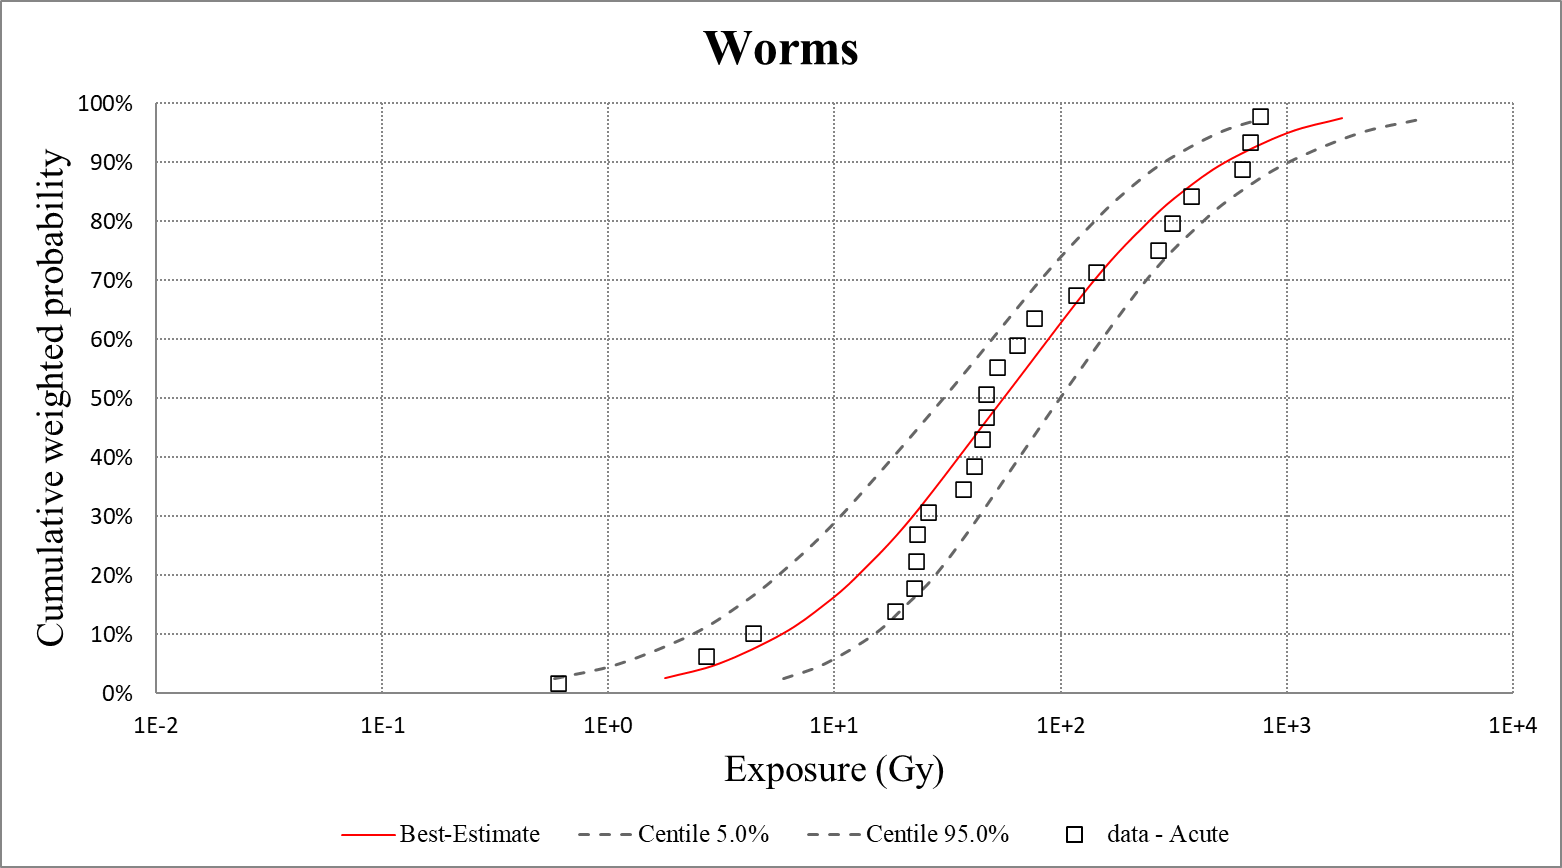 Worms
Cumulative weighted probability
100%
90%
80%
70%
60%
50%
40%
30%
20%
10%
0%
1E-2 1E-1 1E+0 1E+1 1E+2 1E+3 1E+4
Exposure (Gy)
Best-Estimate Centile 5.0% Centile 95.0% data - Acute